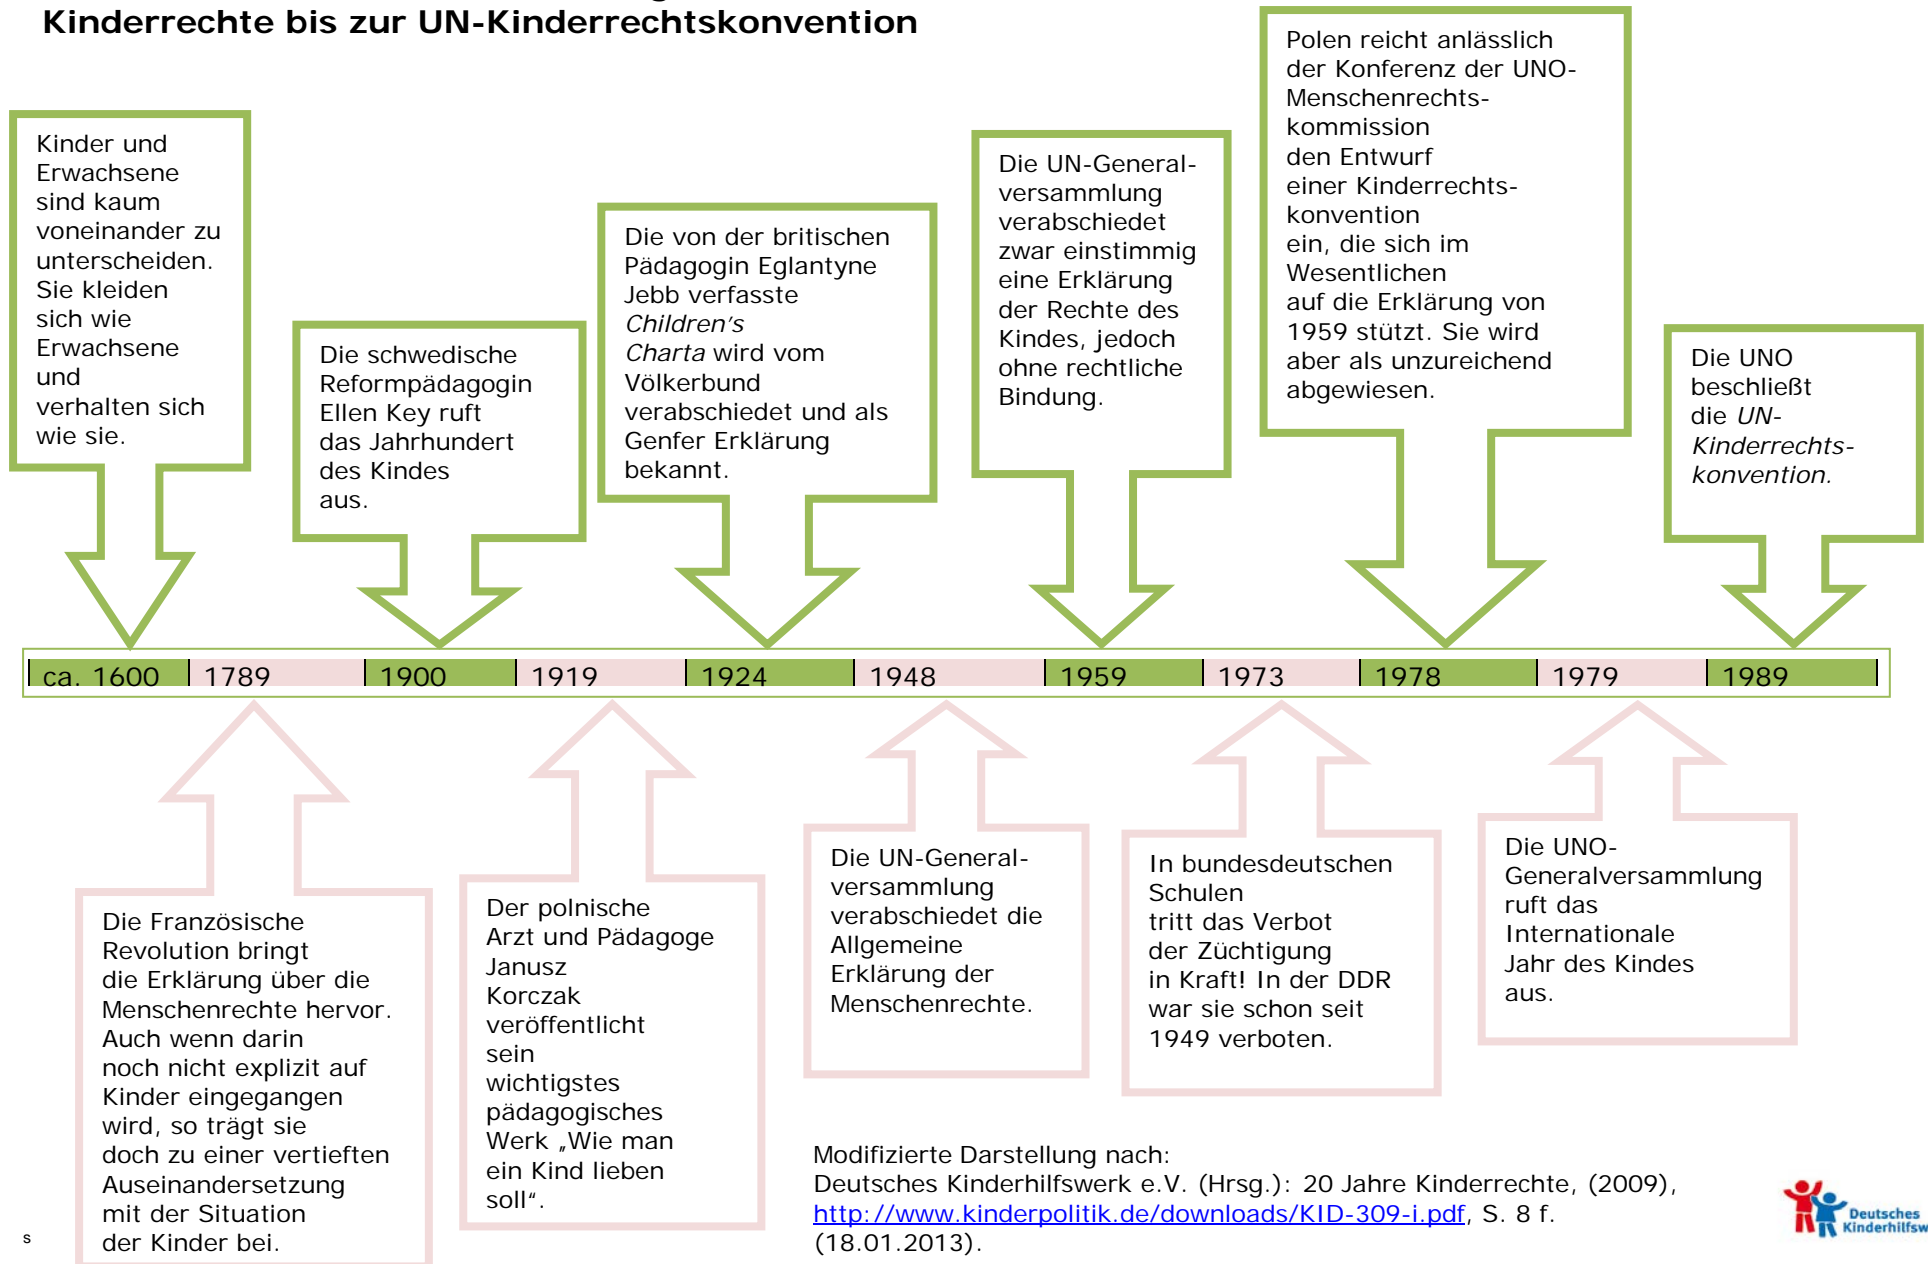 Kinderrechte bis zur UN-Kinderrechtskonvention
Kinder und
Erwachsene
sind kaum
voneinander zu
unterscheiden.
Sie kleiden
sich wie
Erwachsene
und
verhalten sich
wie sie.
Die schwedische
Reformpädagogin
Ellen Key ruft
das Jahrhundert
des Kindes
aus.
Die von der britischen
Pädagogin Eglantyne
Jebb verfasste
Children's
Charta wird vom
Völkerbund
verabschiedet und als
Genfer Erklärung
bekannt.
Die UN-General-
versammlung
verabschiedet
zwar einstimmig
eine Erklärung
der Rechte des
Kindes, jedoch
ohne rechtliche
Bindung.
Polen reicht anlässlich
der Konferenz der UNO-
Menschenrechts-
kommission
den Entwurf
einer Kinderrechts-
konvention
ein, die sich im
Wesentlichen
auf die Erklärung von
1959 stützt. Sie wird
aber als unzureichend
abgewiesen.
Die UNO
beschließt
die UN-
Kinderrechts-
konvention.
ca. 1600 1789 1900 1919 1924 1948 1959 1973 1978 1979 1989
Die Französische
Revolution bringt
die Erklärung über die
Menschenrechte hervor.
Auch wenn darin
noch nicht explizit auf
Kinder eingegangen
wird, so trägt sie
doch zu einer vertieften
Auseinandersetzung
mit der Situation
der Kinder bei.
Der polnische
Arzt und Pädagoge
Janusz
Korczak
veröffentlicht
sein
wichtigstes
pädagogisches
Werk „Wie man
ein Kind lieben
soll“.
Die UN-General-
versammlung
verabschiedet die
Allgemeine
Erklärung der
Menschenrechte.
In bundesdeutschen
Schulen
tritt das Verbot
der Züchtigung
in Kraft! In der DDR
war sie schon seit
1949 verboten.
Die UNO-
Generalversammlung
ruft das
Internationale
Jahr des Kindes
aus.
Modifizierte Darstellung nach:
Deutsches Kinderhilfswerk e.V. (Hrsg.): 20 Jahre Kinderrechte, (2009),
http://www.kinderpolitik.de/downloads/KID-309-i.pdf, S. 8 f.
(18.01.2013).
s
Deutsches
Kinderhilfsw